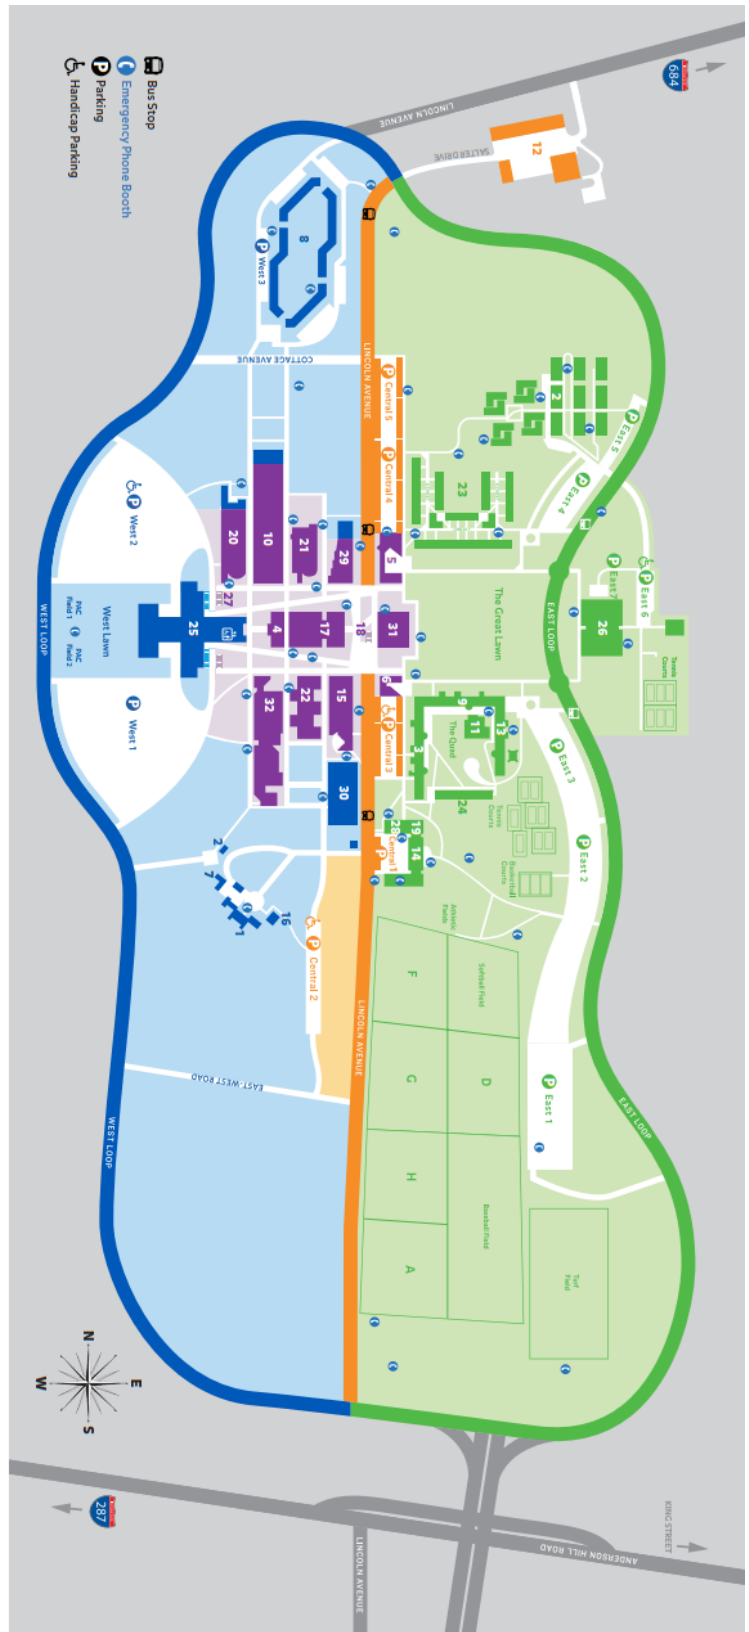 Bus Stop
Emergency Phone Booth
Parking
Handicap Parking
684
LINCOLN AVENUE
SALTER DRIVE
12
8
P West 3
COTTAGE AVENUE
LINCOLN AVENUE
P Central 5
P Central 4
2
P East 5
P East 4
23
P West 2
20
10
21
29
5
27
East 7
P East 6
26
Tennis
Courts
The Great Lawn
EAST LOOP
WEST LOOP
PAC
Field 1
PAC
Field 2
West Lawn
25
4
17
18
31
P West 1
32
22
15
6
P Central 3
9
11
13
3
The Quad
24
30
28
19
14
P Central 1
Tennis
Courts
Basketball
Courts
P East 3
P East 2
2
7
1
16
P Central 2
Athletic
Fields
Softball Field
F
G
D
H
A
Baseball Field
P East 1
EAST LOOP
Turf
Field
LINCOLN AVENUE
EAST-WEST ROAD
WEST LOOP
N
E
S
W
287
LINCOLN AVENUE
ANDERSON HILL ROAD
KING STREET